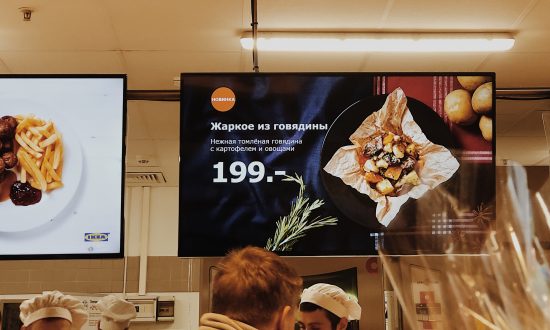 НОВИНКА
Жаркое из говядины
Нежная томлёная говядина
с картофелем и овощами
199.-
IKEA